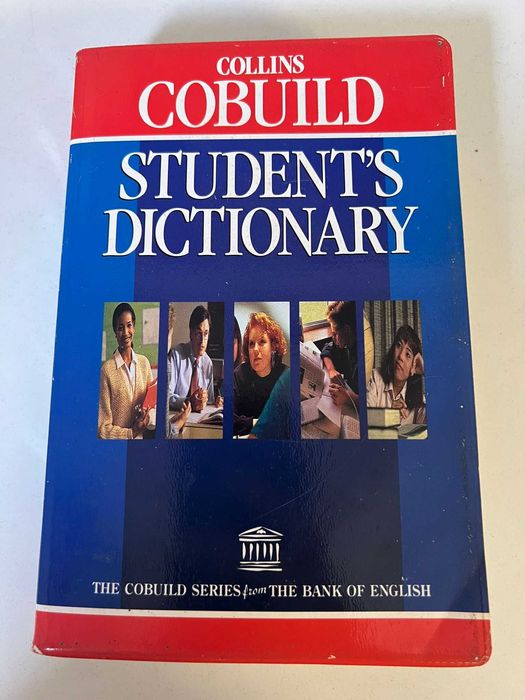 COLLINS
COBUILD
STUDENT'S
DICTIONARY
THE COBUILD SERIES from THE BANK OF ENGLISH